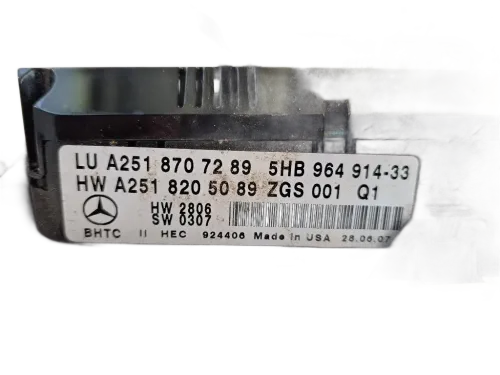 LU A251 870 72 89 5HB 964 914-33
HW A251 820 50 89 ZGS 001 Q1
HW 2806
SW 0307
BHTC II HEC 924406 Made in USA 26.06.07